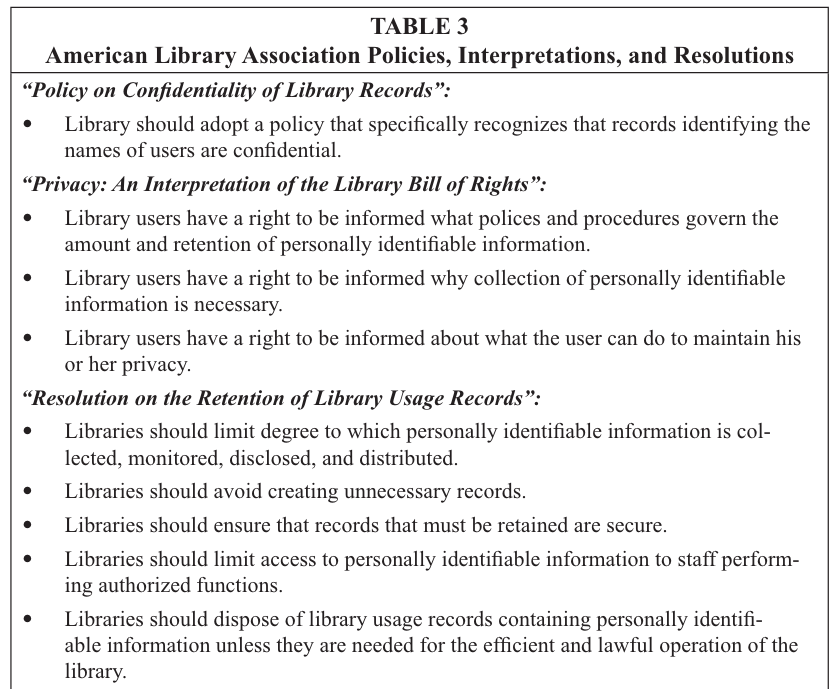 TABLE 3
American Library Association Policies, Interpretations, and Resolutions
“Policy on Confidentiality of Library Records”:
• Library should adopt a policy that specifically recognizes that records identifying the
names of users are confidential.
“Privacy: An Interpretation of the Library Bill of Rights”:
• Library users have a right to be informed what polices and procedures govern the
amount and retention of personally identifiable information.
• Library users have a right to be informed why collection of personally identifiable
information is necessary.
• Library users have a right to be informed about what the user can do to maintain his
or her privacy.
“Resolution on the Retention of Library Usage Records”:
• Libraries should limit degree to which personally identifiable information is col-
lected, monitored, disclosed, and distributed.
• Libraries should avoid creating unnecessary records.
• Libraries should ensure that records that must be retained are secure.
• Libraries should limit access to personally identifiable information to staff perform-
ing authorized functions.
• Libraries should dispose of library usage records containing personally identifi-
able information unless they are needed for the efficient and lawful operation of the
library.